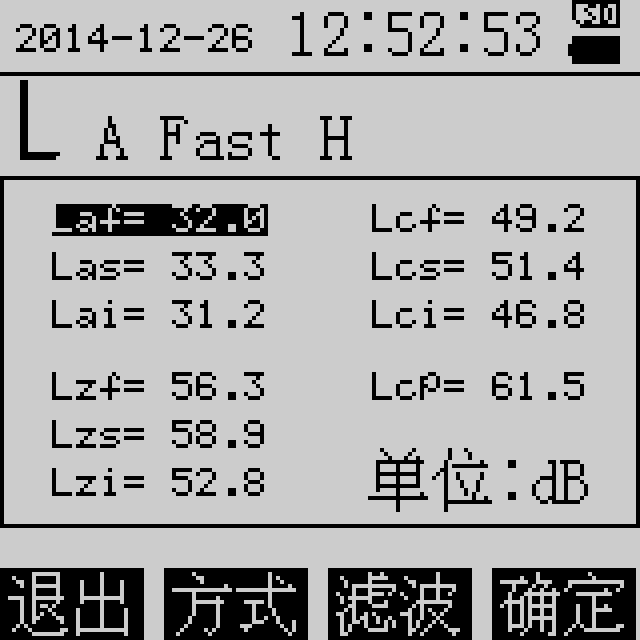 2014-12-26 12:52:53 30
L A Fast H
Laf= 32.0 Lcf= 49.2
Las= 33.3 Lcs= 51.4
Lai= 31.2 Lci= 46.8
Lzf= 56.3 Lcp= 61.5
Lzs= 58.9
Lzi= 52.8 单位:dB
退出 方式 滤波 确定